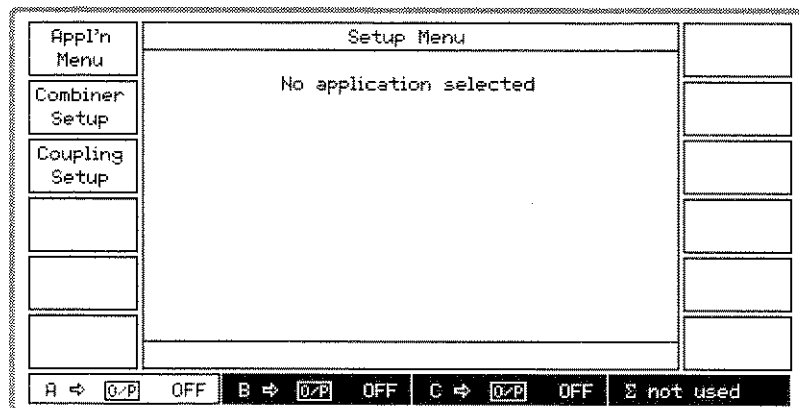 Appl'n
Menu
Combiner
Setup
Coupling
Setup
Setup Menu
No application selected
A ⇨ O/P OFF B ⇨ O/P OFF C ⇨ O/P OFF Σ not used